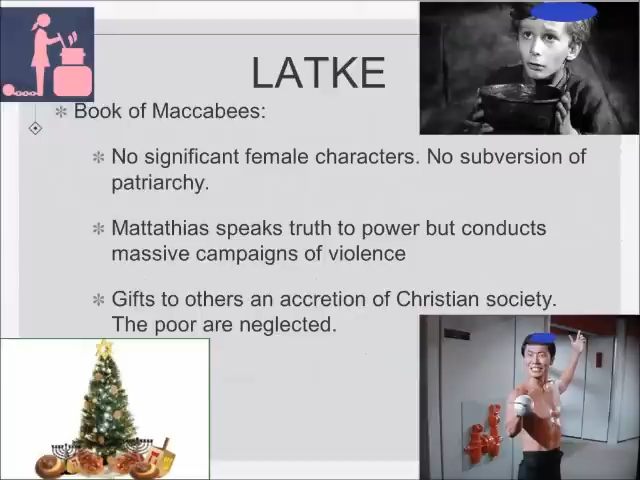 LATKE
Book of Maccabees:
No significant female characters. No subversion of
patriarchy.
Mattathias speaks truth to power but conducts
massive campaigns of violence
Gifts to others an accretion of Christian society.
The poor are neglected.